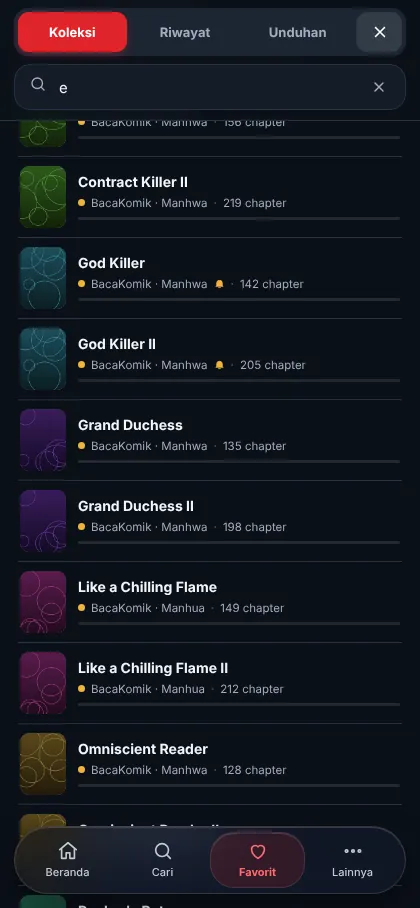 Koleksi Riwayat Unduhan
e
BacaKomik · Manhwa · 156 chapter
Contract Killer II
BacaKomik · Manhwa · 219 chapter
God Killer
BacaKomik · Manhwa · 142 chapter
God Killer II
BacaKomik · Manhwa · 205 chapter
Grand Duchess
BacaKomik · Manhwa · 135 chapter
Grand Duchess II
BacaKomik · Manhwa · 198 chapter
Like a Chilling Flame
BacaKomik · Manhua · 149 chapter
Like a Chilling Flame II
BacaKomik · Manhua · 212 chapter
Omniscient Reader
BacaKomik · Manhwa · 128 chapter
Beranda Cari Favorit Lainnya